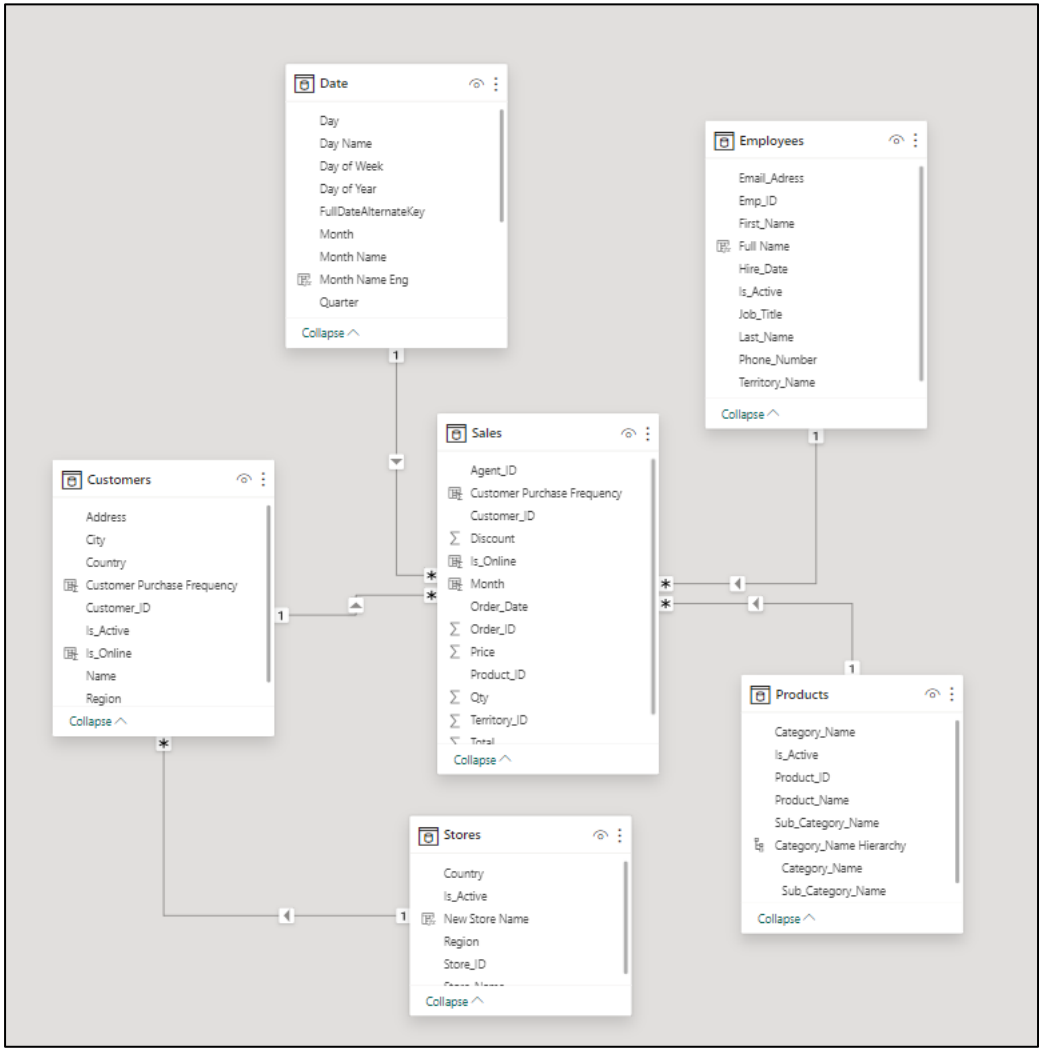 Date
Day
Day Name
Day of Week
Day of Year
FullDateAlternateKey
Month
Month Name
Month Name Eng
Quarter
Collapse
1
Employees
Email_Adress
Emp_ID
First_Name
Full Name
Hire_Date
Is_Active
Job_Title
Last_Name
Phone_Number
Territory_Name
Collapse
1
Customers
Address
City
Country
Customer Purchase Frequency
Customer_ID
Is_Active
Is_Online
Name
Region
Collapse
1
*
Sales
Agent_ID
Customer Purchase Frequency
Customer_ID
Σ Discount
Is_Online
Month
Order_Date
Σ Order_ID
Σ Price
Product_ID
Σ Qty
Σ Territory_ID
Σ Total
Collapse
*
*
*
*
Products
Category_Name
Is_Active
Product_ID
Product_Name
Sub_Category_Name
Category_Name Hierarchy
Category_Name
Sub_Category_Name
Collapse
1
Stores
Country
Is_Active
New Store Name
Region
Store_ID
Store_Name
Collapse
1